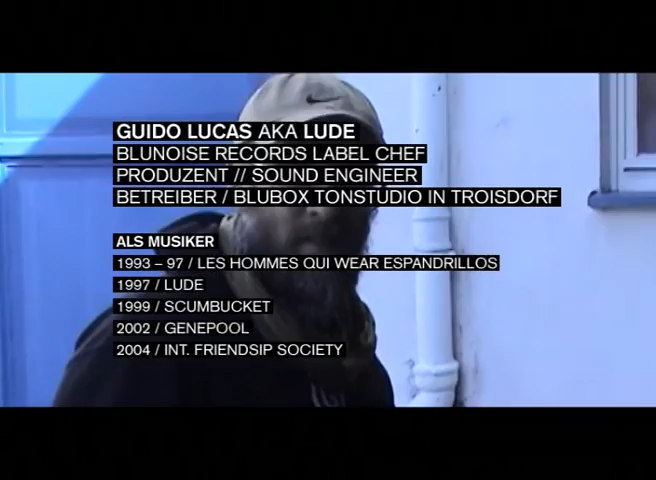 GUIDO LUCAS AKA LUDE
BLUNOISE RECORDS LABEL CHEF
PRODUZENT // SOUND ENGINEER
BETREIBER / BLUBOX TONSTUDIO IN TROISDORF
ALS MUSIKER
1993 – 97 / LES HOMMES QUI WEAR ESPANDRILLOS
1997 / LUDE
1999 / SCUMBUCKET
2002 / GENEPOOL
2004 / INT. FRIENDSIP SOCIETY